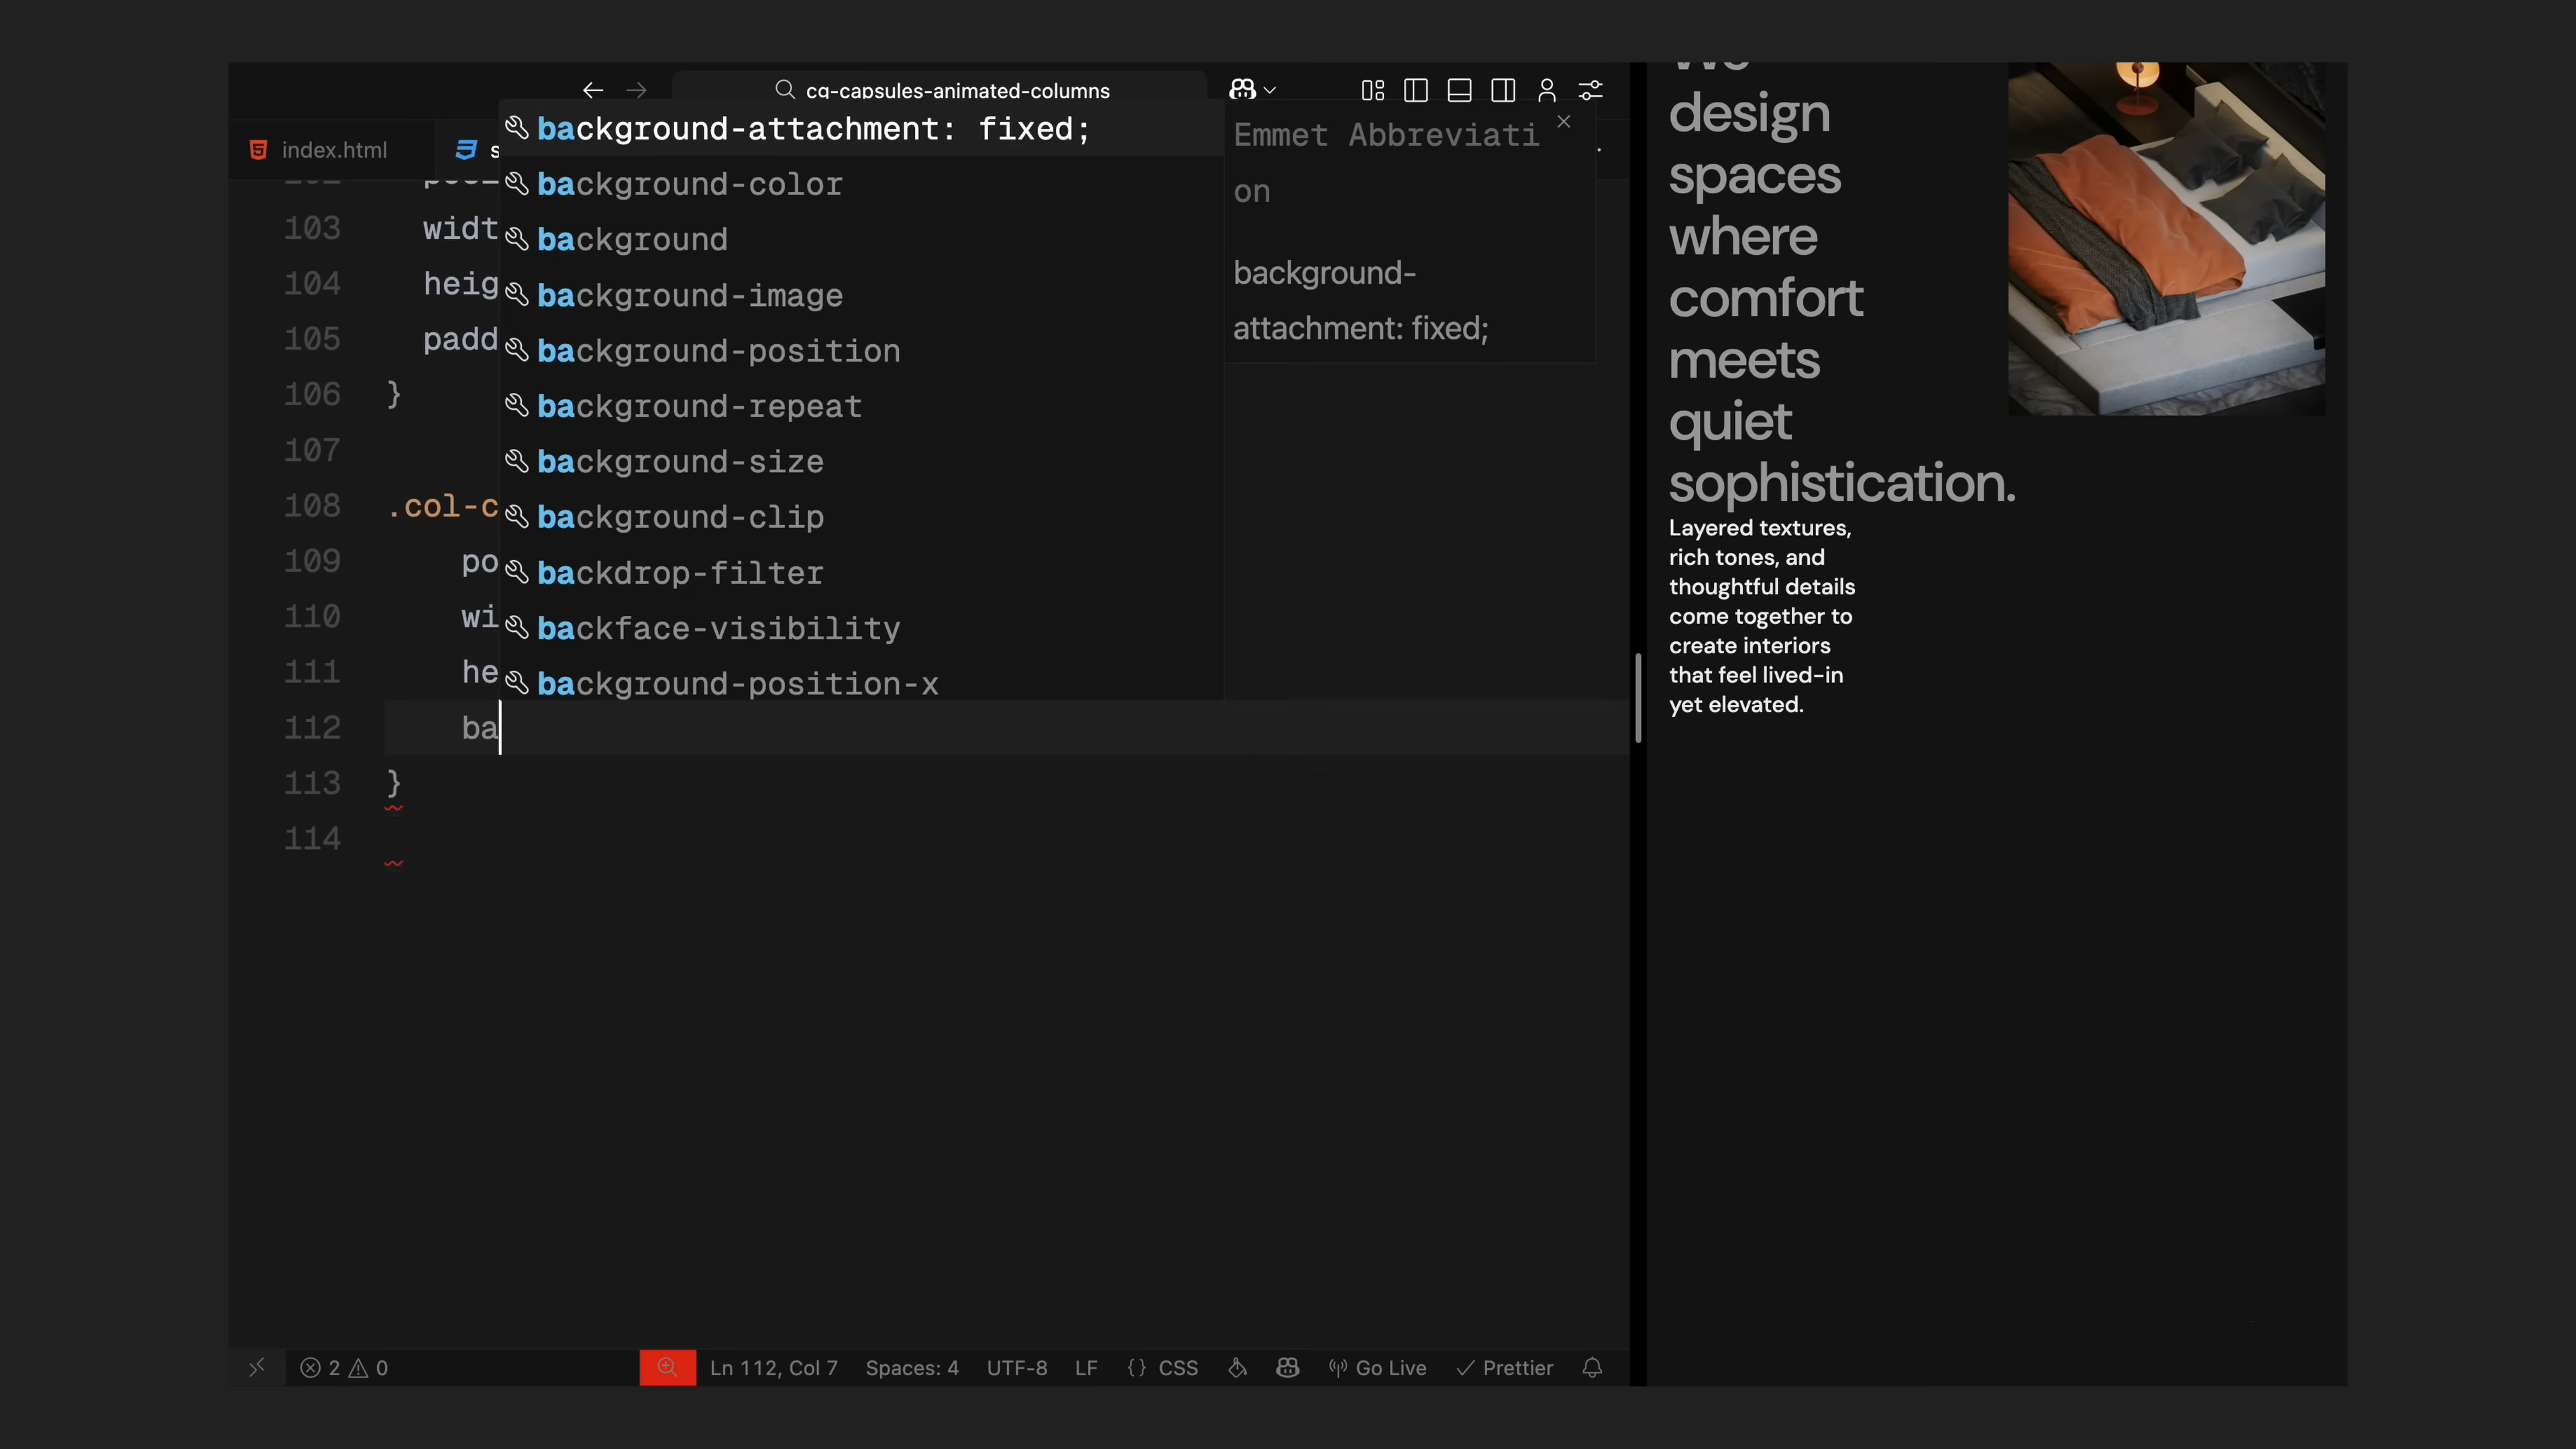 cg-capsules-animated-columns
index.html
s
103 widt
104 heig
105 padd
106 }
107
108 .col-c
109 po
110 wi
111 he
112 ba
113 }
114
background-attachment: fixed;
background-color
background
background-image
background-position
background-repeat
background-size
background-clip
backdrop-filter
backface-visibility
background-position-x
Emmet Abbreviati
on
background-
attachment: fixed;
2 0
Ln 112, Col 7 Spaces: 4 UTF-8 LF {} CSS Go Live Prettier
design
spaces
where
comfort
meets
quiet
sophistication.
Layered textures,
rich tones, and
thoughtful details
come together to
create interiors
that feel lived-in
yet elevated.